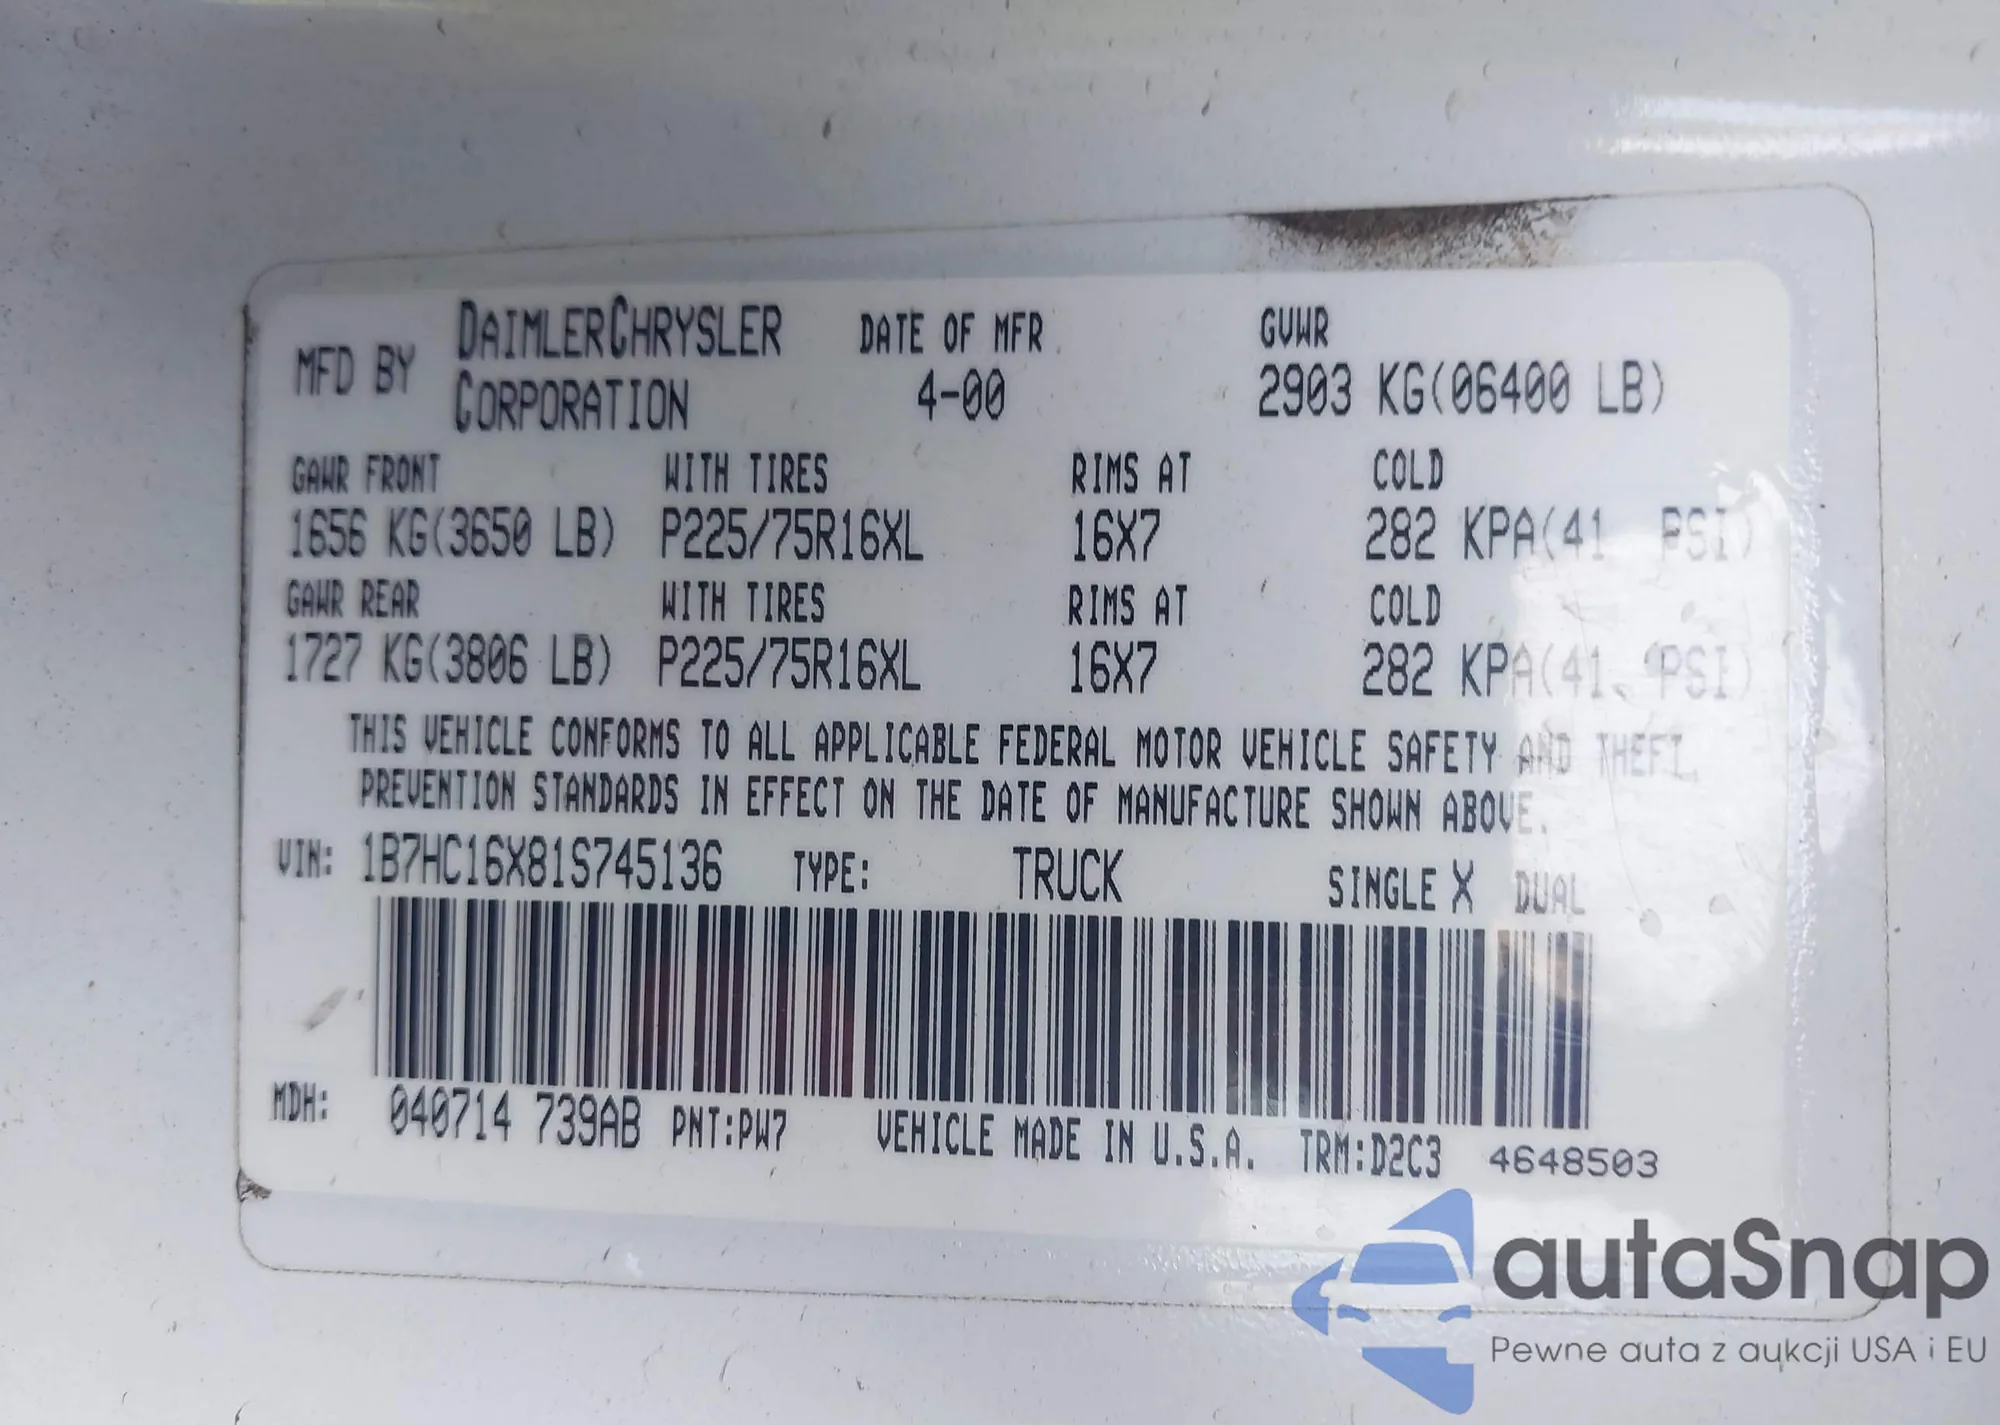 MFD BY DAIMLERCHRYSLER CORPORATION DATE OF MFR 4-00 GVWR 2903 KG(06400 LB)
GAWR FRONT WITH TIRES RIMS AT COLD
1656 KG(3650 LB) P225/75R16XL 16X7 282 KPA(41 PSI)
GAWR REAR WITH TIRES RIMS AT COLD
1727 KG(3806 LB) P225/75R16XL 16X7 282 KPA(41 PSI)
THIS VEHICLE CONFORMS TO ALL APPLICABLE FEDERAL MOTOR VEHICLE SAFETY AND THEFT
PREVENTION STANDARDS IN EFFECT ON THE DATE OF MANUFACTURE SHOWN ABOVE.
VIN: 1B7HC16X81S745136 TYPE: TRUCK SINGLE X DUAL
MDH: 040714 739AB PNT:PW7 VEHICLE MADE IN U.S.A. TRM:D2C3 4648503
autaSnap
Pewne auta z aukcji USA i EU